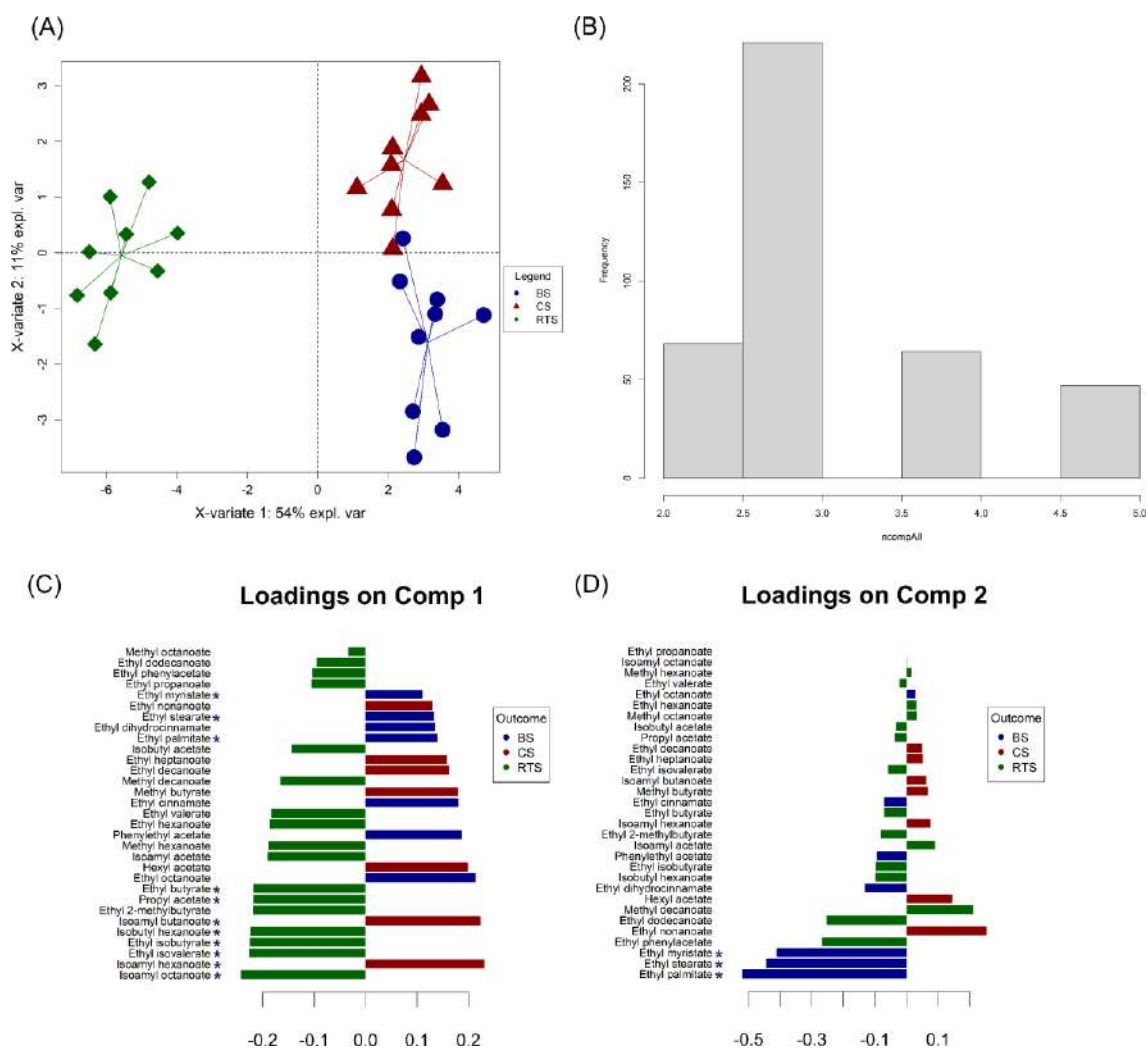 (A)
X-variate 2: 11% expl. var
3
2
1
0
-1
-2
-3
-6
-4
-2
0
2
4
X-variate 1: 54% expl. var
Legend
BS
CS
RTS
(B)
Frequency
200
150
100
50
0
2.0
2.5
3.0
3.5
4.0
4.5
5.0
ncompAll
(C)
Loadings on Comp 1
Methyl octanoate
Ethyl dodecanoate
Ethyl phenylacetate
Ethyl propanoate
Ethyl myristate *
Ethyl nonanoate
Ethyl stearate *
Ethyl dihydrocinnamate
Ethyl palmitate *
Isobutyl acetate
Ethyl heptanoate
Ethyl decanoate
Methyl decanoate
Methyl butyrate
Ethyl cinnamate
Ethyl valerate
Ethyl hexanoate
Phenylethyl acetate
Methyl hexanoate
Isoamyl acetate
Hexyl acetate
Ethyl octanoate
Ethyl butyrate *
Propyl acetate *
Ethyl 2-methylbutyrate
Isoamyl butanoate *
Isobutyl hexanoate *
Ethyl isobutyrate *
Ethyl isovalerate *
Isoamyl hexanoate *
Isoamyl octanoate *
-0.2
-0.1
0.0
0.1
0.2
Outcome
BS
CS
RTS
(D)
Loadings on Comp 2
Ethyl propanoate
Isoamyl octanoate
Methyl hexanoate
Ethyl valerate
Ethyl octanoate
Ethyl hexanoate
Methyl octanoate
Isobutyl acetate
Propyl acetate
Ethyl decanoate
Ethyl heptanoate
Ethyl isovalerate
Isoamyl butanoate
Methyl butyrate
Ethyl cinnamate
Ethyl butyrate
Isoamyl hexanoate
Ethyl 2-methylbutyrate
Isoamyl acetate
Phenylethyl acetate
Ethyl isobutyrate
Isobutyl hexanoate
Ethyl dihydrocinnamate
Hexyl acetate
Methyl decanoate
Ethyl dodecanoate
Ethyl nonanoate
Ethyl phenylacetate
Ethyl myristate *
Ethyl stearate *
Ethyl palmitate *
-0.5
-0.3
-0.1
0.1
Outcome
BS
CS
RTS